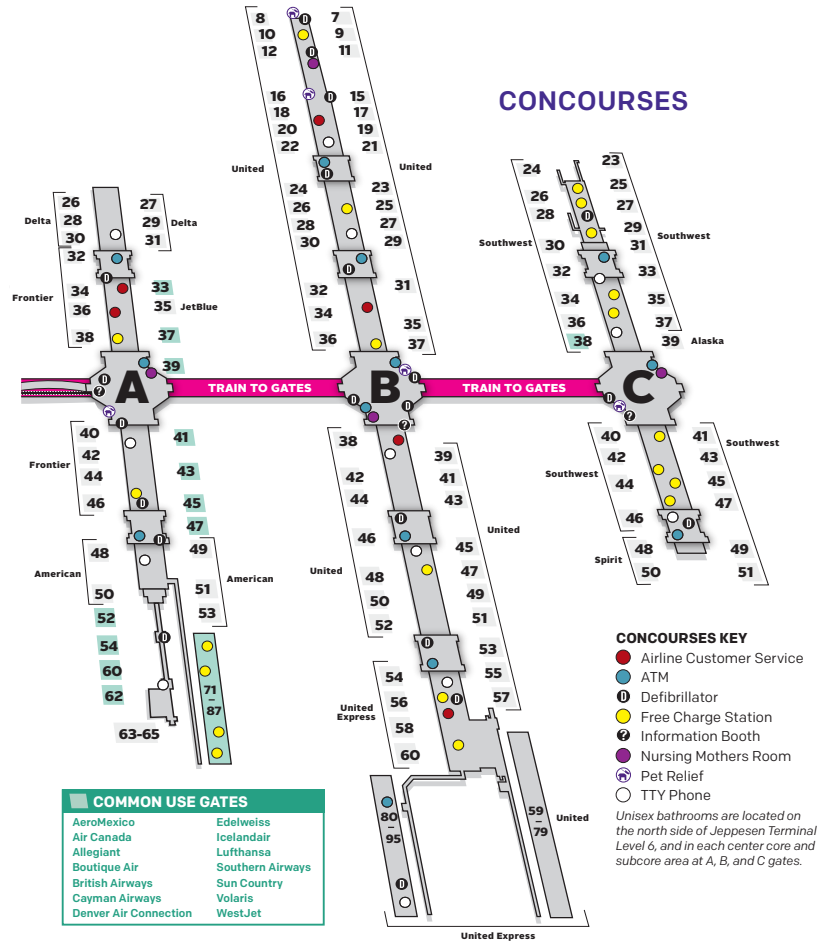 CONCOURSES
8 7
10 9
12 11
16 15
18 17
20 19
22 21
United United
24 23
26 25
28 27
30 29
32 31
34 35
36 37
26 27
28 29
30 31
Delta Delta
32
34 33
36 35 JetBlue
38 37
39
Frontier
24 23
26 25
28 27
29
30 31
32 33
34 35
36 37
38 39 Alaska
Southwest Southwest
A TRAIN TO GATES B TRAIN TO GATES C
40 41
42 43
44 45
46 47
Frontier
48 49
50 51
53
American American
52
54
60
62
63-65
71
–
87
38 39
42 41
44 43
46 45
48 47
50 49
52 51
United United
54 53
56 55
58 57
60
United
Express
80
–
95
59
–
79
United
United Express
40 41 Southwest
42 43
44 45
46 47
Southwest
48 49
50 51
Spirit
D
?
CONCOURSES KEY
Airline Customer Service
ATM
D Defibrillator
Free Charge Station
? Information Booth
Nursing Mothers Room
Pet Relief
TTY Phone
Unisex bathrooms are located on
the north side of Jeppesen Terminal
Level 6, and in each center core and
subcore area at A, B, and C gates.
COMMON USE GATES
AeroMexico Edelweiss
Air Canada Icelandair
Allegiant Lufthansa
Boutique Air Southern Airways
British Airways Sun Country
Cayman Airways Volaris
Denver Air Connection WestJet